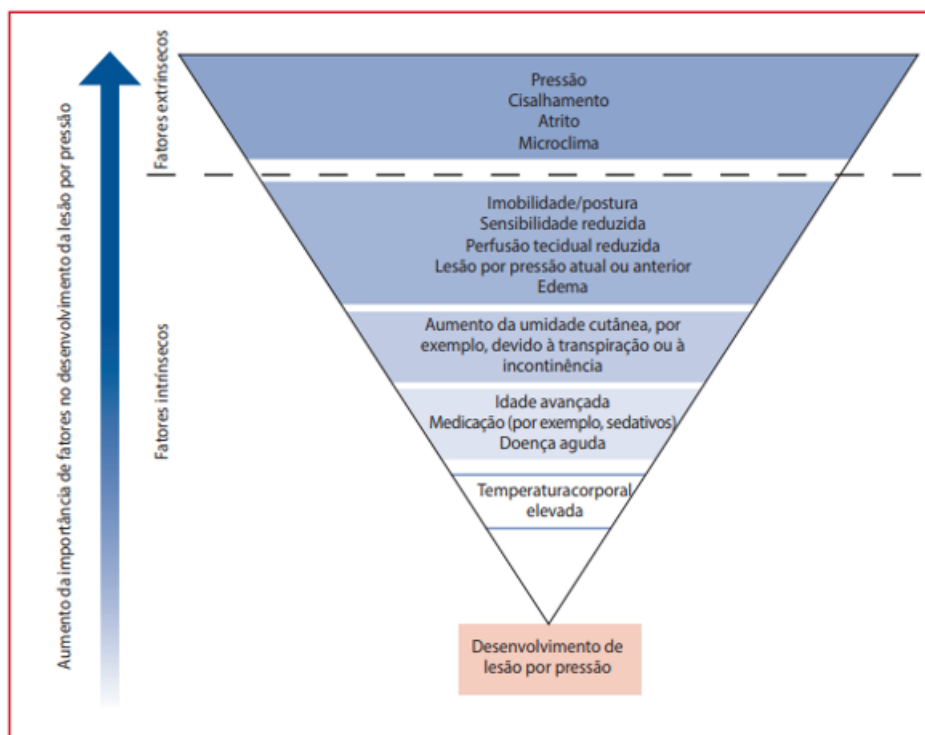 Aumento da importância de fatores no desenvolvimento da lesão por pressão
Fatores extrínsecos
Pressão
Cisalhamento
Atrito
Microclima
Fatores intrínsecos
Imobilidade/postura
Sensibilidade reduzida
Perfusão tecidual reduzida
Lesão por pressão atual ou anterior
Edema
Aumento da umidade cutânea, por
exemplo, devido à transpiração ou à
incontinência
Idade avançada
Medicação (por exemplo, sedativos)
Doença aguda
Temperaturacorporal
elevada
Desenvolvimento de
lesão por pressão